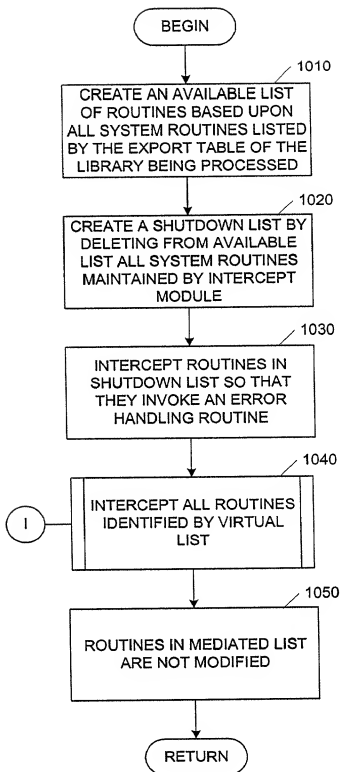 BEGIN
1010
CREATE AN AVAILABLE LIST
OF ROUTINES BASED UPON
ALL SYSTEM ROUTINES LISTED
BY THE EXPORT TABLE OF THE
LIBRARY BEING PROCESSED
1020
CREATE A SHUTDOWN LIST BY
DELETING FROM AVAILABLE
LIST ALL SYSTEM ROUTINES
MAINTAINED BY INTERCEPT
MODULE
1030
INTERCEPT ROUTINES IN
SHUTDOWN LIST SO THAT
THEY INVOKE AN ERROR
HANDLING ROUTINE
1040
I
INTERCEPT ALL ROUTINES
IDENTIFIED BY VIRTUAL
LIST
1050
ROUTINES IN MEDIATED LIST
ARE NOT MODIFIED
RETURN